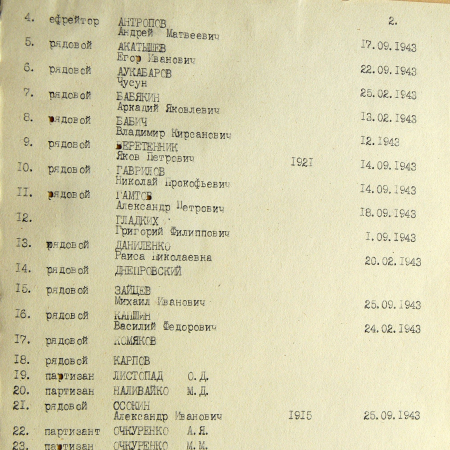 4. ефрейтор АНТРОПОВ 2.
Андрей Матвеевич
5. рядовой АКАТЫШЕВ 17.09.1943
Егор Иванович
6. рядовой АУКАБАРОВ 22.09.1943
Чусун
7. рядовой БАБЯКИН 25.02.1943
Аркадий Яковлевич
8. рядовой БАБИЧ 13.02.1943
Владимир Кирсанович
9. рядовой ВЕРЕТЕННИК 12.1943
Яков Петрович 1921
10. рядовой ГАВРИКОВ 14.09.1943
Николай Прокофьевич
11. рядовой ГАМТОВ 14.09.1943
Александр Петрович
12. ГЛАДКИХ 18.09.1943
Григорий Филиппович
13. рядовой ДАНИЛЕНКО 1.09.1943
Раиса Николаевна
14. рядовой ДНЕПРОВСКИЙ 20.02.1943
15. рядовой ЗАЙЦЕВ
Михаил Иванович 25.09.1943
16. рядовой КАНШИН
Василий Федорович 24.02.1943
17. рядовой КОМЯКОВ
18. рядовой КАРПОВ
19. партизан ЛИСТОПАД О.Д.
20. партизан НАЛИВАЙКО М.Д.
21. рядовой ОСОКИН
Александр Иванович 1915 25.09.1943
22. партизант ОЧКУРЕНКО А.Я.
23. партизан ОЧКУРЕНКО М.М.